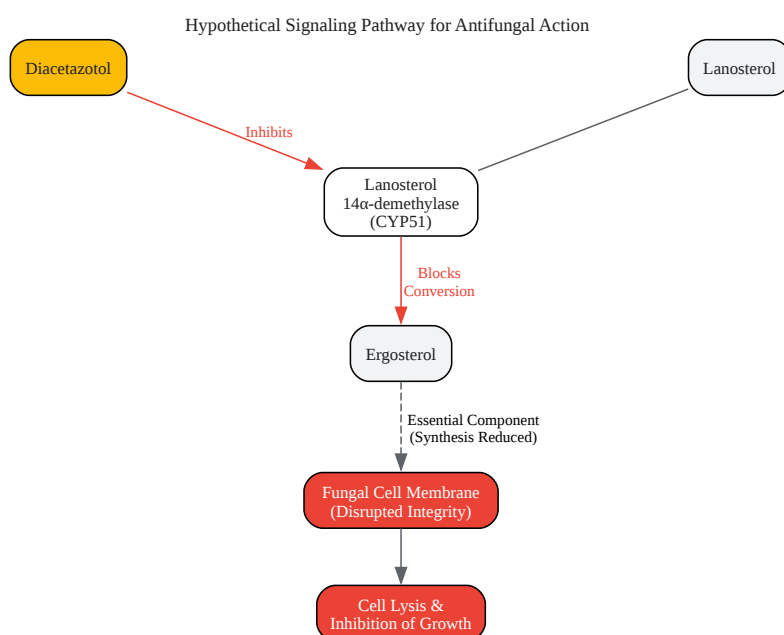 Hypothetical Signaling Pathway for Antifungal Action
Diacetazotol
Lanosterol
Inhibits
Lanosterol
14α-demethylase
(CYP51)
Blocks
Conversion
Ergosterol
Essential Component
(Synthesis Reduced)
Fungal Cell Membrane
(Disrupted Integrity)
Cell Lysis &
Inhibition of Growth